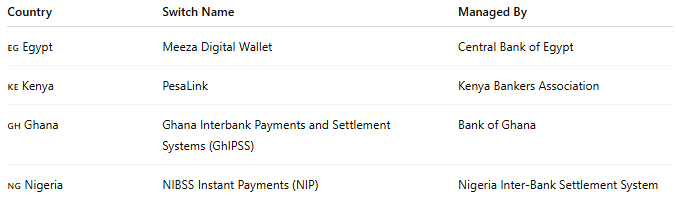 Country Switch Name Managed By
EG Egypt Meeza Digital Wallet Central Bank of Egypt
KE Kenya PesaLink Kenya Bankers Association
GH Ghana Ghana Interbank Payments and Settlement Bank of Ghana
Systems (GhIPSS)
NG Nigeria NIBSS Instant Payments (NIP) Nigeria Inter-Bank Settlement System